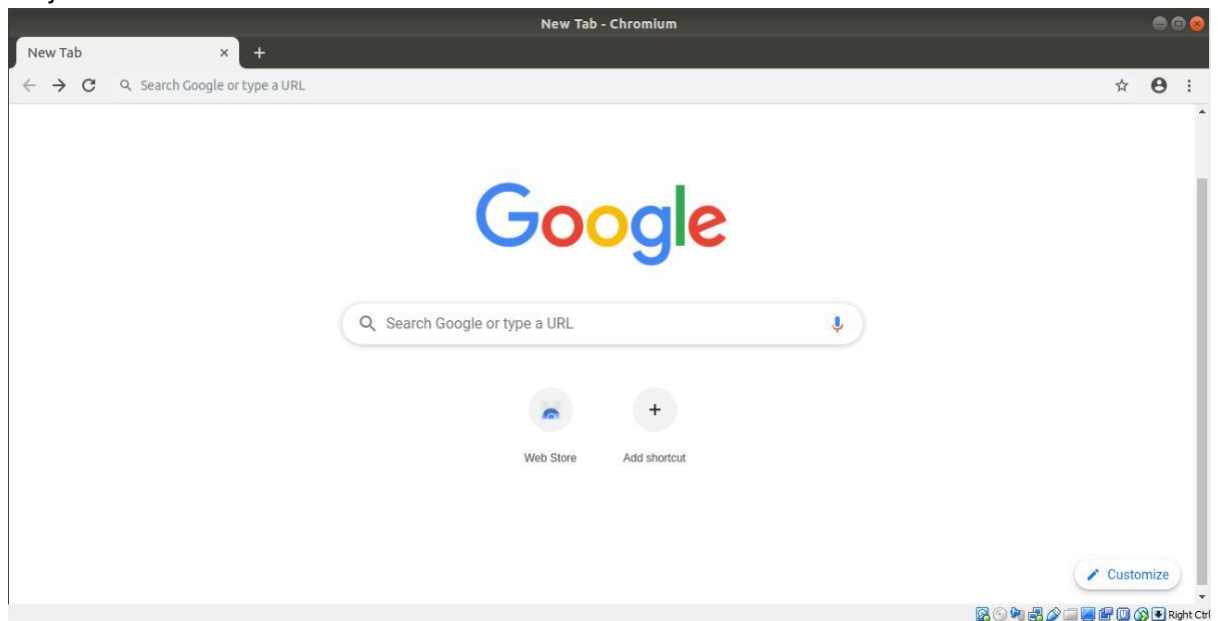 New Tab - Chromium
New Tab
Search Google or type a URL
Google
Search Google or type a URL
Web Store
Add shortcut
Customize
Right Ctrl